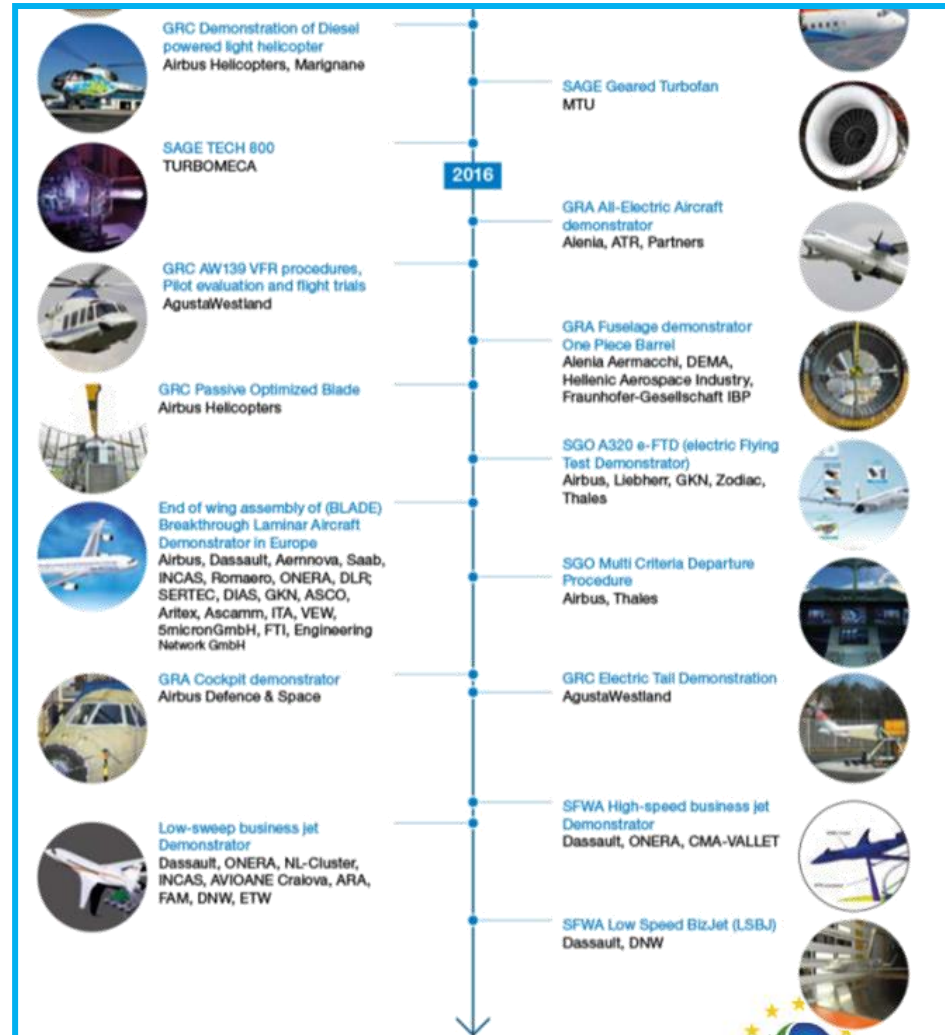 GRC Demonstration of Diesel
powered light helicopter
Airbus Helicopters, Marignane
SAGE Geared Turbofan
MTU
SAGE TECH 800
TURBOMECA
2016
GRA All-Electric Aircraft
demonstrator
Alenia, ATR, Partners
GRC AW139 VFR procedures,
Pilot evaluation and flight trials
AgustaWestland
GRA Fuselage demonstrator
One Piece Barrel
Alenia Aermacchi, DEMA,
Hellenic Aerospace Industry,
Fraunhofer-Gesellschaft IBP
GRC Passive Optimized Blade
Airbus Helicopters
SGO A320 e-FTD (electric Flying
Test Demonstrator)
Airbus, Liebherr, GKN, Zodiac,
Thales
End of wing assembly of (BLADE)
Breakthrough Laminar Aircraft
Demonstrator in Europe
Airbus, Dassault, Aernnova, Saab,
INCAS, Romaero, ONERA, DLR;
SERTEC, DIAS, GKN, ASCO,
Aritex, Ascamm, ITA, VEW,
5micronGmbH, FTI, Engineering
Network GmbH
SGO Multi Criteria Departure
Procedure
Airbus, Thales
GRA Cockpit demonstrator
Airbus Defence & Space
GRC Electric Tail Demonstration
AgustaWestland
SFWA High-speed business jet
Demonstrator
Dassault, ONERA, CMA-VALLET
Low-sweep business jet
Demonstrator
Dassault, ONERA, NL-Cluster,
INCAS, AVIOANE Craiova, ARA,
FAM, DNW, ETW
SFWA Low Speed BizJet (LSBJ)
Dassault, DNW